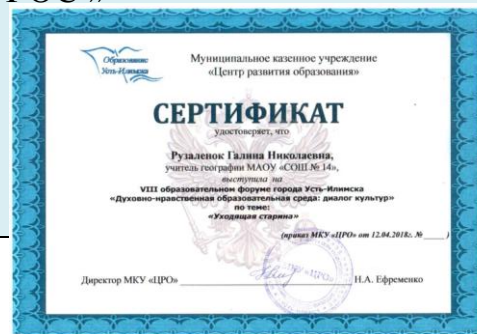 Образование
Усть-Илимска
Муниципальное казенное учреждение
«Центр развития образования»
СЕРТИФИКАТ
удостоверяет, что
Рузаленок Галина Николаевна,
учитель географии МАОУ «СОШ № 14»,
выступила на
VIII образовательном форуме города Усть-Илимска
«Духовно-нравственная образовательная среда: диалог культур»
по теме:
«Уходящая старина»
(приказ МКУ «ЦРО» от 12.04.2018г. № _____ )
Директор МКУ «ЦРО»
Н.А. Ефременко